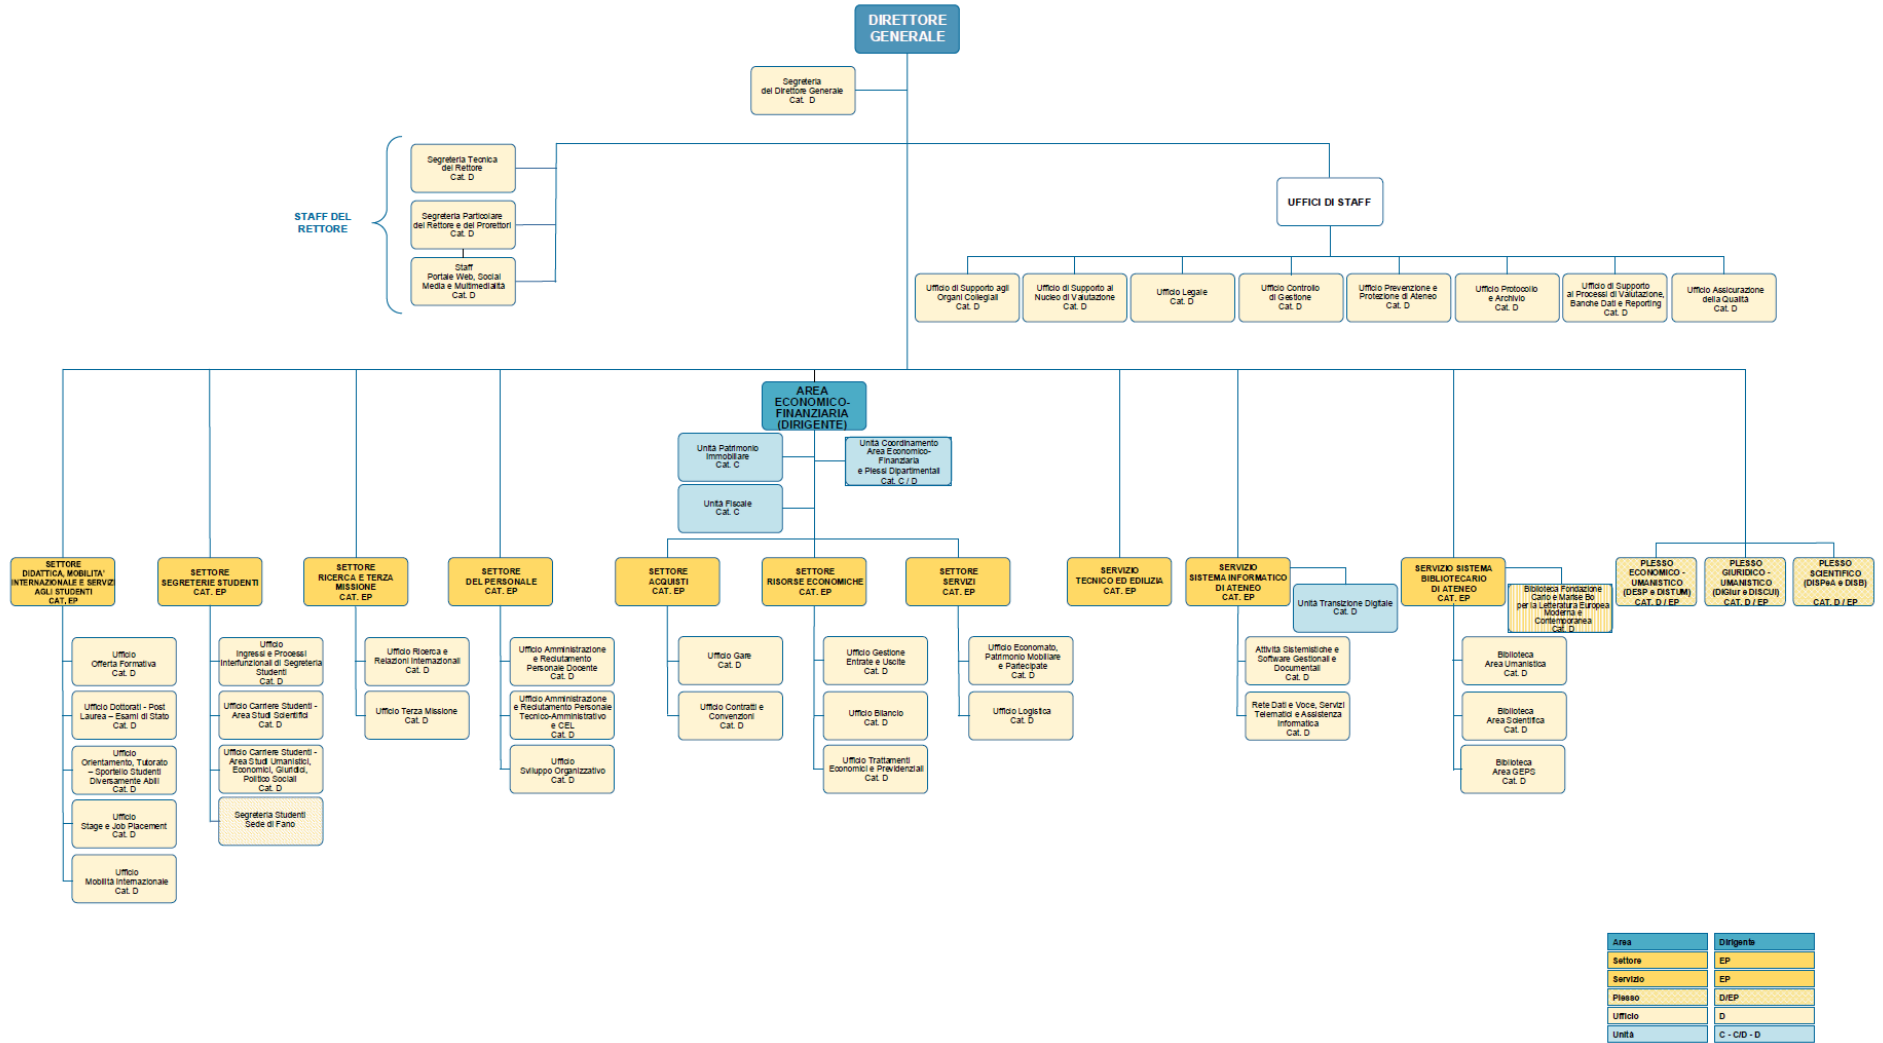 DIRETTORE
GENERALE
Segreteria
del Direttore Generale
Cat. D
STAFF DEL
RETTORE
Segreteria Tecnica
del Rettore
Cat. D
Segreteria Particolare
del Rettore e dei Prorettori
Cat. D
Staff
Portale Web, Social
Media e Multimedialità
Cat. D
UFFICI DI STAFF
Ufficio di Supporto agli
Organi Collegiali
Cat. D
Ufficio di Supporto al
Nucleo di Valutazione
Cat. D
Ufficio Legale
Cat. D
Ufficio Controllo
di Gestione
Cat. D
Ufficio Prevenzione e
Protezione di Ateneo
Cat. D
Ufficio Protocollo
e Archivio
Cat. D
Ufficio di Supporto
ai Processi di Valutazione,
Banche Dati e Reporting
Cat. D
Ufficio Assicurazione
della Qualità
Cat. D
AREA
ECONOMICO-
FINANZIARIA
(DIRIGENTE)
Unità Patrimonio
Immobiliare
Cat. C
Unità Coordinamento
Area Economico-
Finanziaria
e Plessi Dipartimentali
Cat. C / D
Unità Fiscale
Cat. C
SETTORE
DIDATTICA, MOBILITA'
INTERNAZIONALE E SERVIZI
AGLI STUDENTI
CAT. EP
Ufficio
Offerta Formativa
Cat. D
Ufficio Dottorati - Post
Laurea – Esami di Stato
Cat. D
Ufficio
Orientamento, Tutorato
– Sportello Studenti
Diversamente Abili
Cat. D
Ufficio
Stage e Job Placement
Cat. D
Ufficio
Mobilità Internazionale
Cat. D
SETTORE
SEGRETERIE STUDENTI
CAT. EP
Ufficio
Ingressi e Processi
Interfunzionali di Segreteria
Studenti
Cat. D
Ufficio Carriere Studenti -
Area Studi Scientifici
Cat. D
Ufficio Carriere Studenti -
Area Studi Umanistici,
Economici, Giuridici,
Politico Sociali
Cat. D
Segreteria Studenti
Sede di Fano
SETTORE
RICERCA E TERZA
MISSIONE
CAT. EP
Ufficio Ricerca e
Relazioni Internazionali
Cat. D
Ufficio Terza Missione
Cat. D
SETTORE
DEL PERSONALE
CAT. EP
Ufficio Amministrazione
e Reclutamento
Personale Docente
Cat. D
Ufficio Amministrazione
e Reclutamento Personale
Tecnico-Amministrativo
e CEL
Cat. D
Ufficio
Sviluppo Organizzativo
Cat. D
SETTORE
ACQUISTI
CAT. EP
Ufficio Gare
Cat. D
Ufficio Contratti e
Convenzioni
Cat. D
SETTORE
RISORSE ECONOMICHE
CAT. EP
Ufficio Gestione
Entrate e Uscite
Cat. D
Ufficio Bilancio
Cat. D
Ufficio Trattamenti
Economici e Previdenziali
Cat. D
SETTORE
SERVIZI
CAT. EP
Ufficio Economato,
Patrimonio Mobiliare
e Partecipate
Cat. D
Ufficio Logistica
Cat. D
SERVIZIO
TECNICO ED EDILIZIA
CAT. EP
SERVIZIO
SISTEMA INFORMATICO
DI ATENEO
CAT. EP
Unità Transizione Digitale
Cat. D
Attività Sistemistiche e
Software Gestionali e
Documentali
Cat. D
Rete Dati e Voce, Servizi
Telematici e Assistenza
Informatica
Cat. D
SERVIZIO SISTEMA
BIBLIOTECARIO
DI ATENEO
CAT. EP
Biblioteca Fondazione
Carlo e Marise Bo
per la Letteratura Europea
Moderna e
Contemporanea
Cat. D
Biblioteca
Area Umanistica
Cat. D
Biblioteca
Area Scientifica
Cat. D
Biblioteca
Area GEPS
Cat. D
PLESSO
ECONOMICO -
UMANISTICO
(DESP e DISTUM)
CAT. D / EP
PLESSO
GIURIDICO -
UMANISTICO
(DIGIur e DISCUI)
CAT. D / EP
PLESSO
SCIENTIFICO
(DISPeA e DISB)
CAT. D / EP
Area Dirigente
Settore EP
Servizio EP
Plesso D/EP
Ufficio D
Unità C - C/D - D